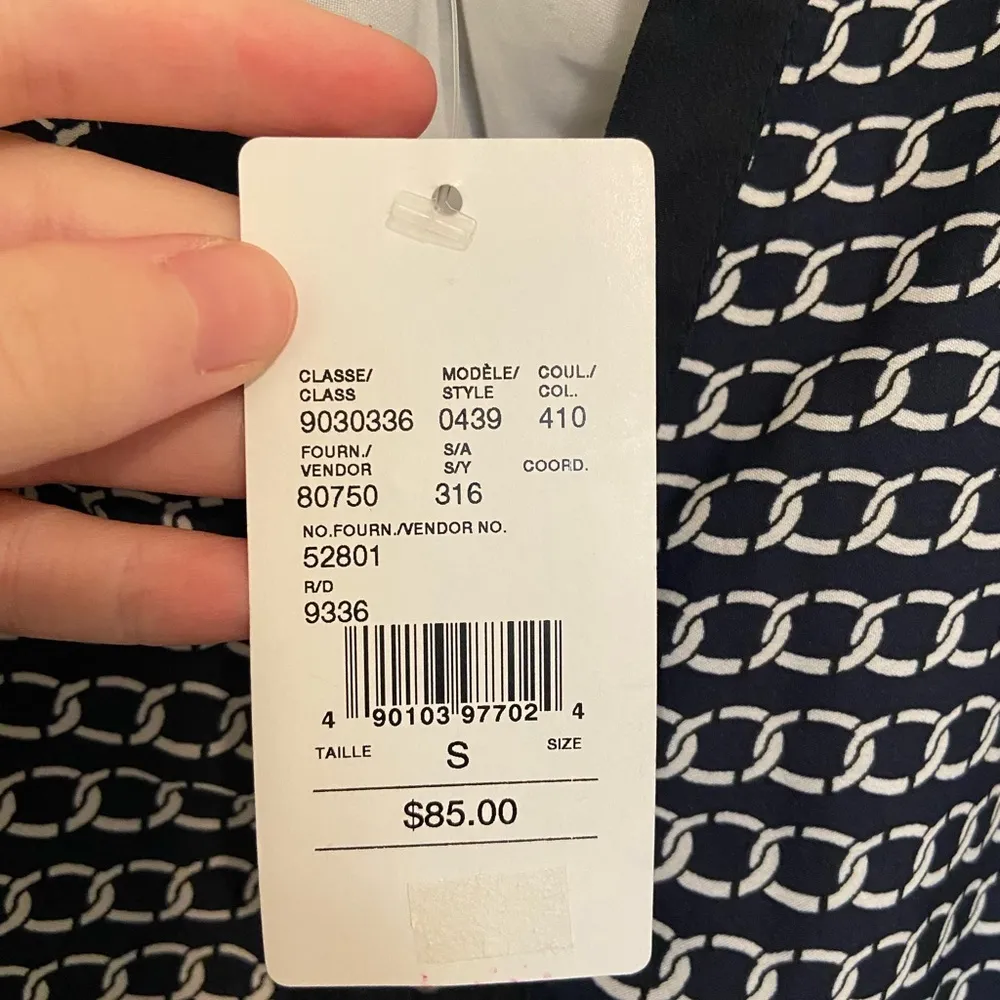 CLASSE/ MODÈLE/ COUL./
CLASS STYLE COL.
9030336 0439 410
FOURN./ S/A
VENDOR S/Y COORD.
80750 316
NO.FOURN./VENDOR NO.
52801
R/D
9336
4 90103 97702 4
TAILLE S SIZE
$85.00